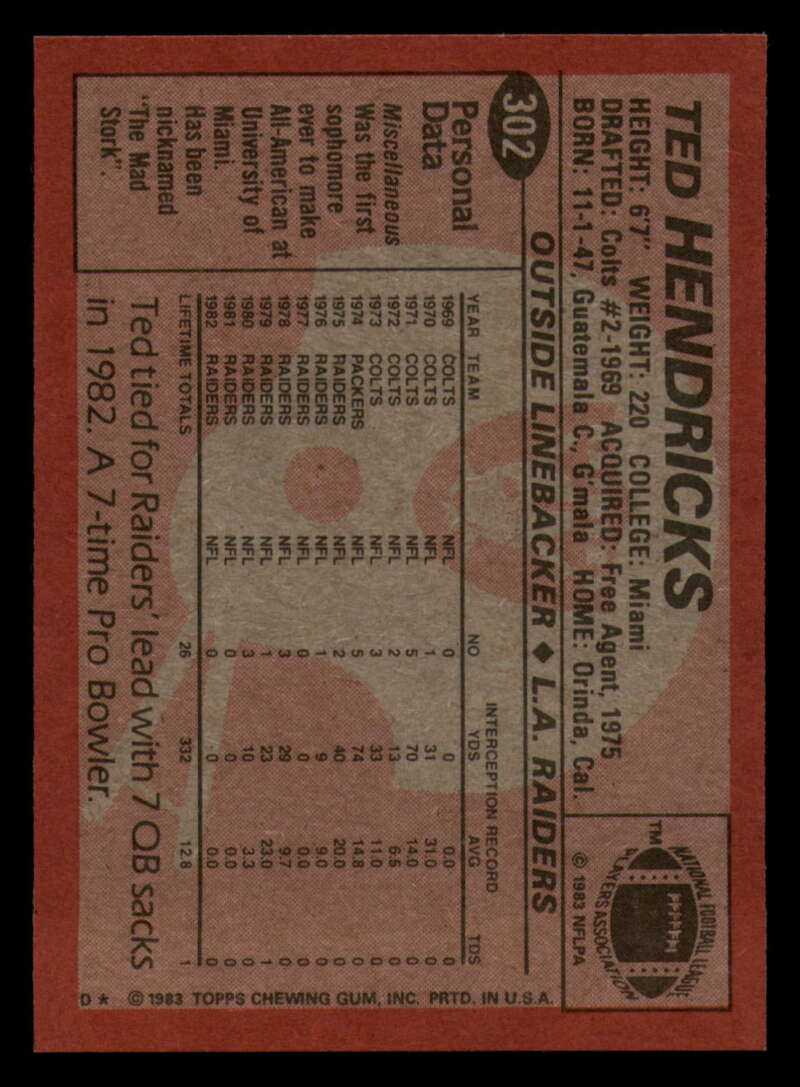 TED HENDRICKS
HEIGHT: 6'7" WEIGHT: 220 COLLEGE: Miami
DRAFTED: Colts #2-1969 ACQUIRED: Free Agent, 1975
BORN: 11-1-47, Guatemala C., G'mala HOME: Orinda, Cal.
NATIONAL FOOTBALL LEAGUE
PLAYERS ASSOCIATION
TM
© 1983 NFLPA
302
OUTSIDE LINEBACKER ♦ L.A. RAIDERS
Personal
Data
Miscellaneous
Was the first
sophomore
ever to make
All-American at
University of
Miami.
Has been
nicknamed
"The Mad
Stork".
INTERCEPTION RECORD
YEAR TEAM NO YDS AVG TDS
1969 COLTS NFL 0 0 0.0 0
1970 COLTS NFL 1 31 31.0 0
1971 COLTS NFL 5 70 14.0 0
1972 COLTS NFL 2 13 6.5 0
1973 COLTS NFL 3 33 11.0 0
1974 PACKERS NFL 5 74 14.8 0
1975 RAIDERS NFL 2 40 20.0 0
1976 RAIDERS NFL 1 9 9.0 0
1977 RAIDERS NFL 0 0 0.0 0
1978 RAIDERS NFL 3 29 9.7 0
1979 RAIDERS NFL 1 23 23.0 1
1980 RAIDERS NFL 3 10 3.3 0
1981 RAIDERS NFL 0 0 0.0 0
1982 RAIDERS NFL 0 0 0.0 0
LIFETIME TOTALS 26 332 12.8 1
Ted tied for Raiders' lead with 7 QB sacks
in 1982. A 7-time Pro Bowler.
D * © 1983 TOPPS CHEWING GUM, INC. PRTD. IN U.S.A.